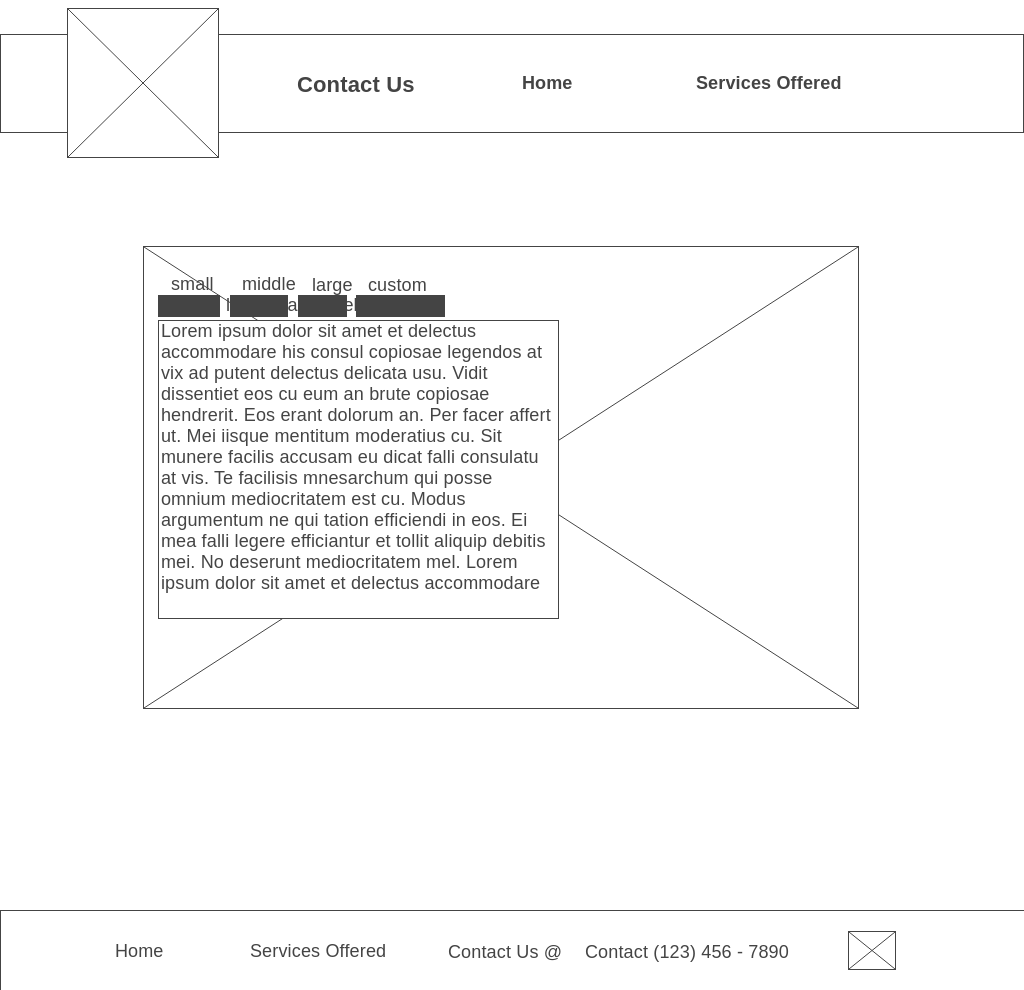 Contact Us
Home
Services Offered
small
middle
large
custom
Lorem ipsum dolor sit amet et delectus
accommodare his consul copiosae legendos at
vix ad putent delectus delicata usu. Vidit
dissentiet eos cu eum an brute copiosae
hendrerit. Eos erant dolorum an. Per facer affert
ut. Mei iisque mentitum moderatius cu. Sit
munere facilis accusam eu dicat falli consulatu
at vis. Te facilisis mnesarchum qui posse
omnium mediocritatem est cu. Modus
argumentum ne qui tation efficiendi in eos. Ei
mea falli legere efficiantur et tollit aliquip debitis
mei. No deserunt mediocritatem mel. Lorem
ipsum dolor sit amet et delectus accommodare
Home
Services Offered
Contact Us @
Contact (123) 456 - 7890